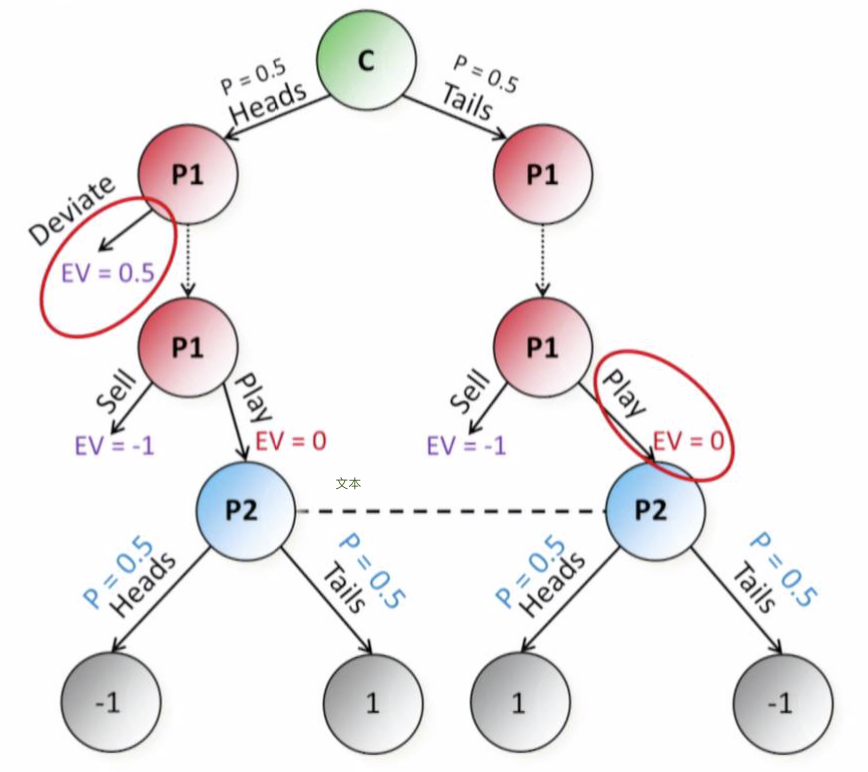 C
P = 0.5
Heads
P = 0.5
Tails
P1
P1
Deviate
EV = 0.5
P1
P1
Sell
Play
Sell
Play
EV = -1
EV = 0
EV = -1
EV = 0
文本
P2
P2
P = 0.5
Heads
P = 0.5
Tails
P = 0.5
Heads
P = 0.5
Tails
-1
1
1
-1